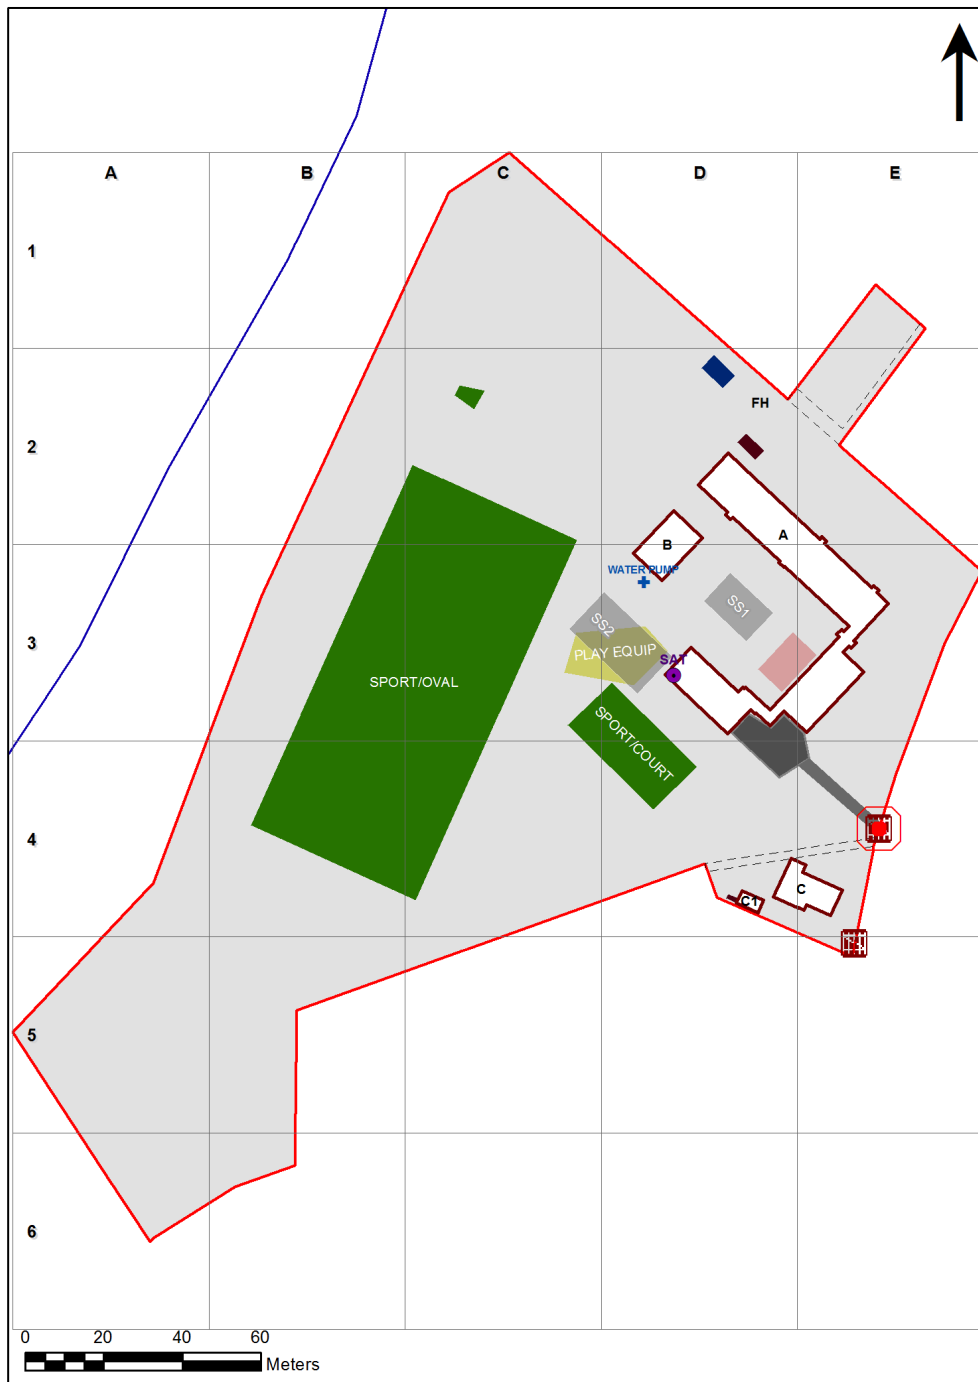 A B C D E
1
FH
2
A
B
WATER PUMP
SS1
SS2
3
PLAY EQUIP
SAT
SPORT/OVAL
SPORT/COURT
4
C
C1
5
6
0 20 40 60
Meters